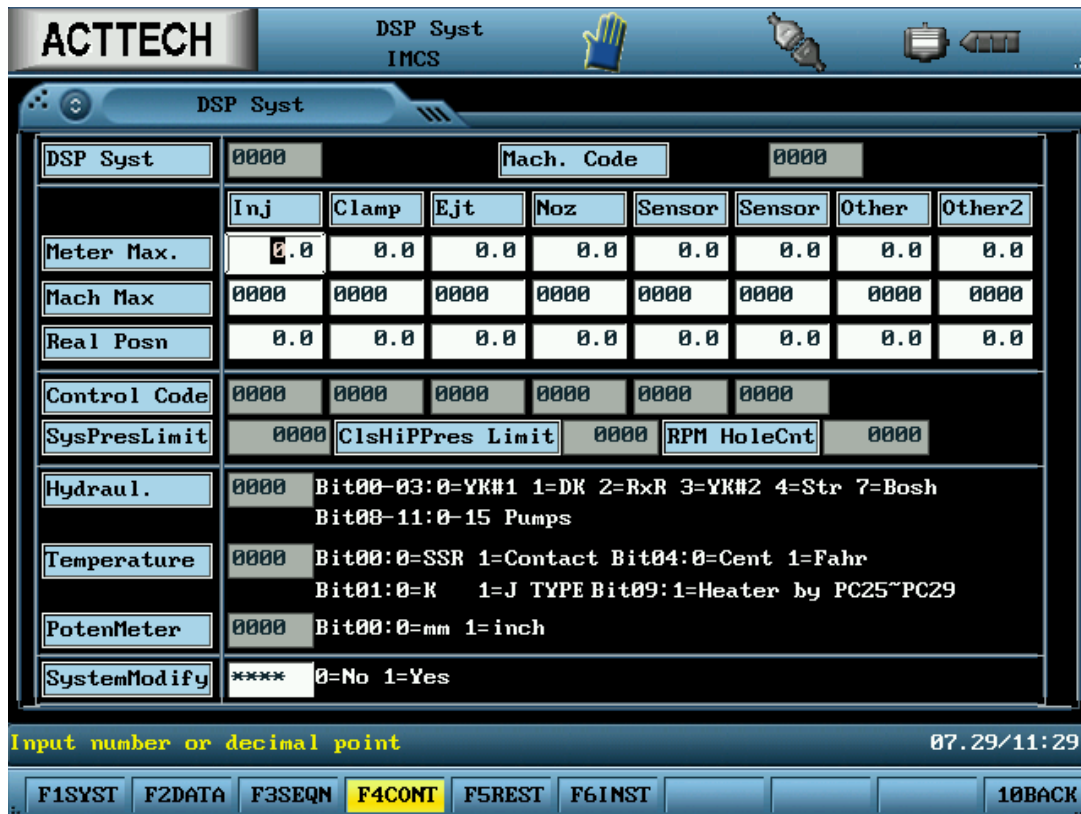 ACTTECH DSP Syst
IMCS
DSP Syst
DSP Syst 0000 Mach. Code 0000
Inj Clamp Ejt Noz Sensor Sensor Other Other2
Meter Max. 0.0 0.0 0.0 0.0 0.0 0.0 0.0 0.0
Mach Max 0000 0000 0000 0000 0000 0000 0000 0000
Real Posn 0.0 0.0 0.0 0.0 0.0 0.0 0.0 0.0
Control Code 0000 0000 0000 0000 0000 0000
SysPresLimit 0000 ClsHiPPres Limit 0000 RPM HoleCnt 0000
Hydraul. 0000 Bit00-03:0=YK#1 1=DK 2=RxR 3=YK#2 4=Str 7=Bosh
Bit08-11:0-15 Pumps
Temperature 0000 Bit00:0=SSR 1=Contact Bit04:0=Cent 1=Fahr
Bit01:0=K 1=J TYPE Bit09:1=Heater by PC25~PC29
PotenMeter 0000 Bit00:0=mm 1=inch
SystemModify **** 0=No 1=Yes
Input number or decimal point 07.29/11:29
F1SYST F2DATA F3SEQN F4CONT F5REST F6INST 10BACK